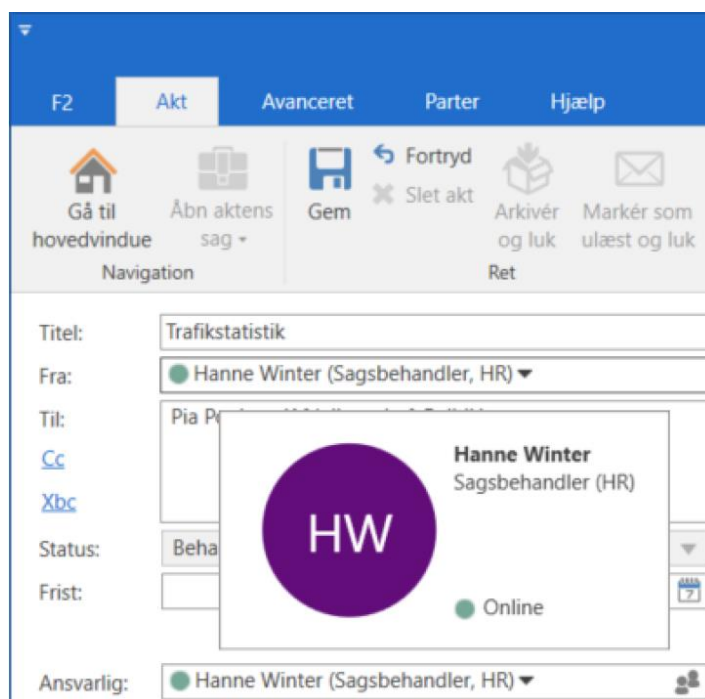 F2 Akt Avanceret Parter Hjælp
Gå til hovedvindue
Åbn aktens sag
Gem
Fortryd
Slet akt
Arkivér og luk
Markér som ulæst og luk
Navigation
Ret
Titel: Trafikstatistik
Fra: Hanne Winter (Sagsbehandler, HR)
Til: Pia
Cc
Xbc
Hanne Winter
Sagsbehandler (HR)
HW
Online
Status: Beha
Frist:
7
Ansvarlig: Hanne Winter (Sagsbehandler, HR)